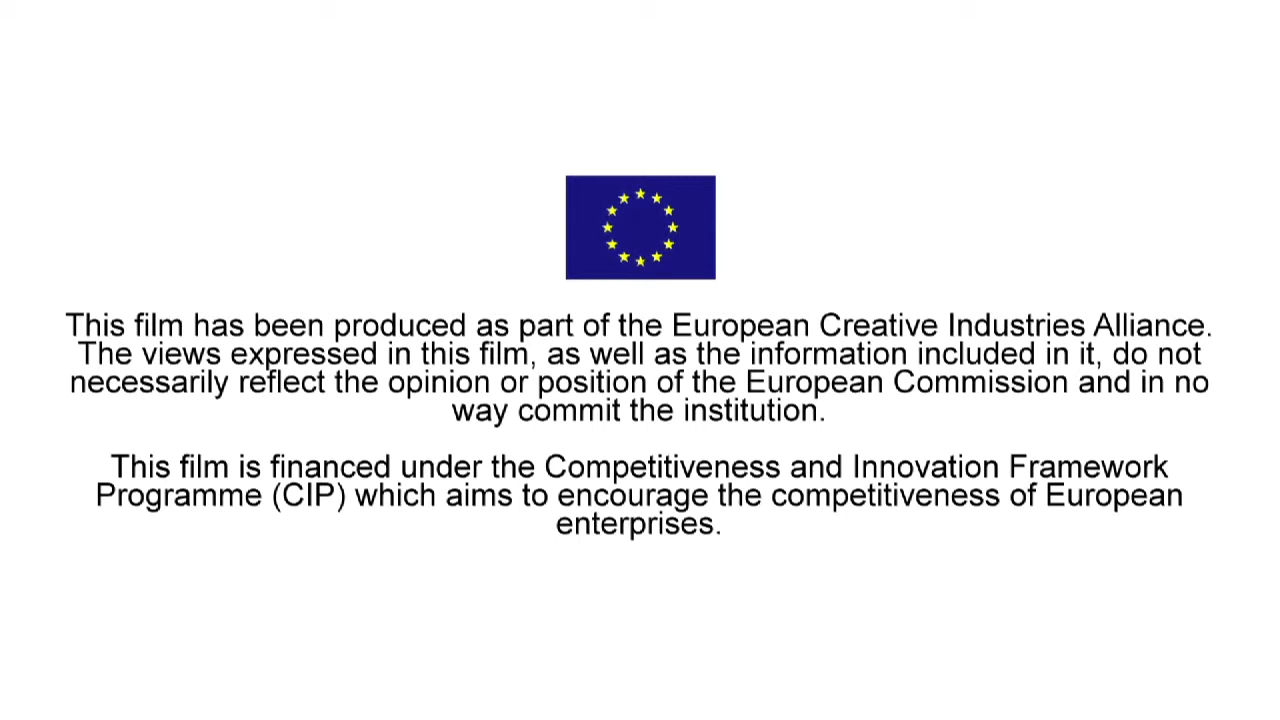 This film has been produced as part of the European Creative Industries Alliance.
The views expressed in this film, as well as the information included in it, do not
necessarily reflect the opinion or position of the European Commission and in no
way commit the institution.
This film is financed under the Competitiveness and Innovation Framework
Programme (CIP) which aims to encourage the competitiveness of European
enterprises.